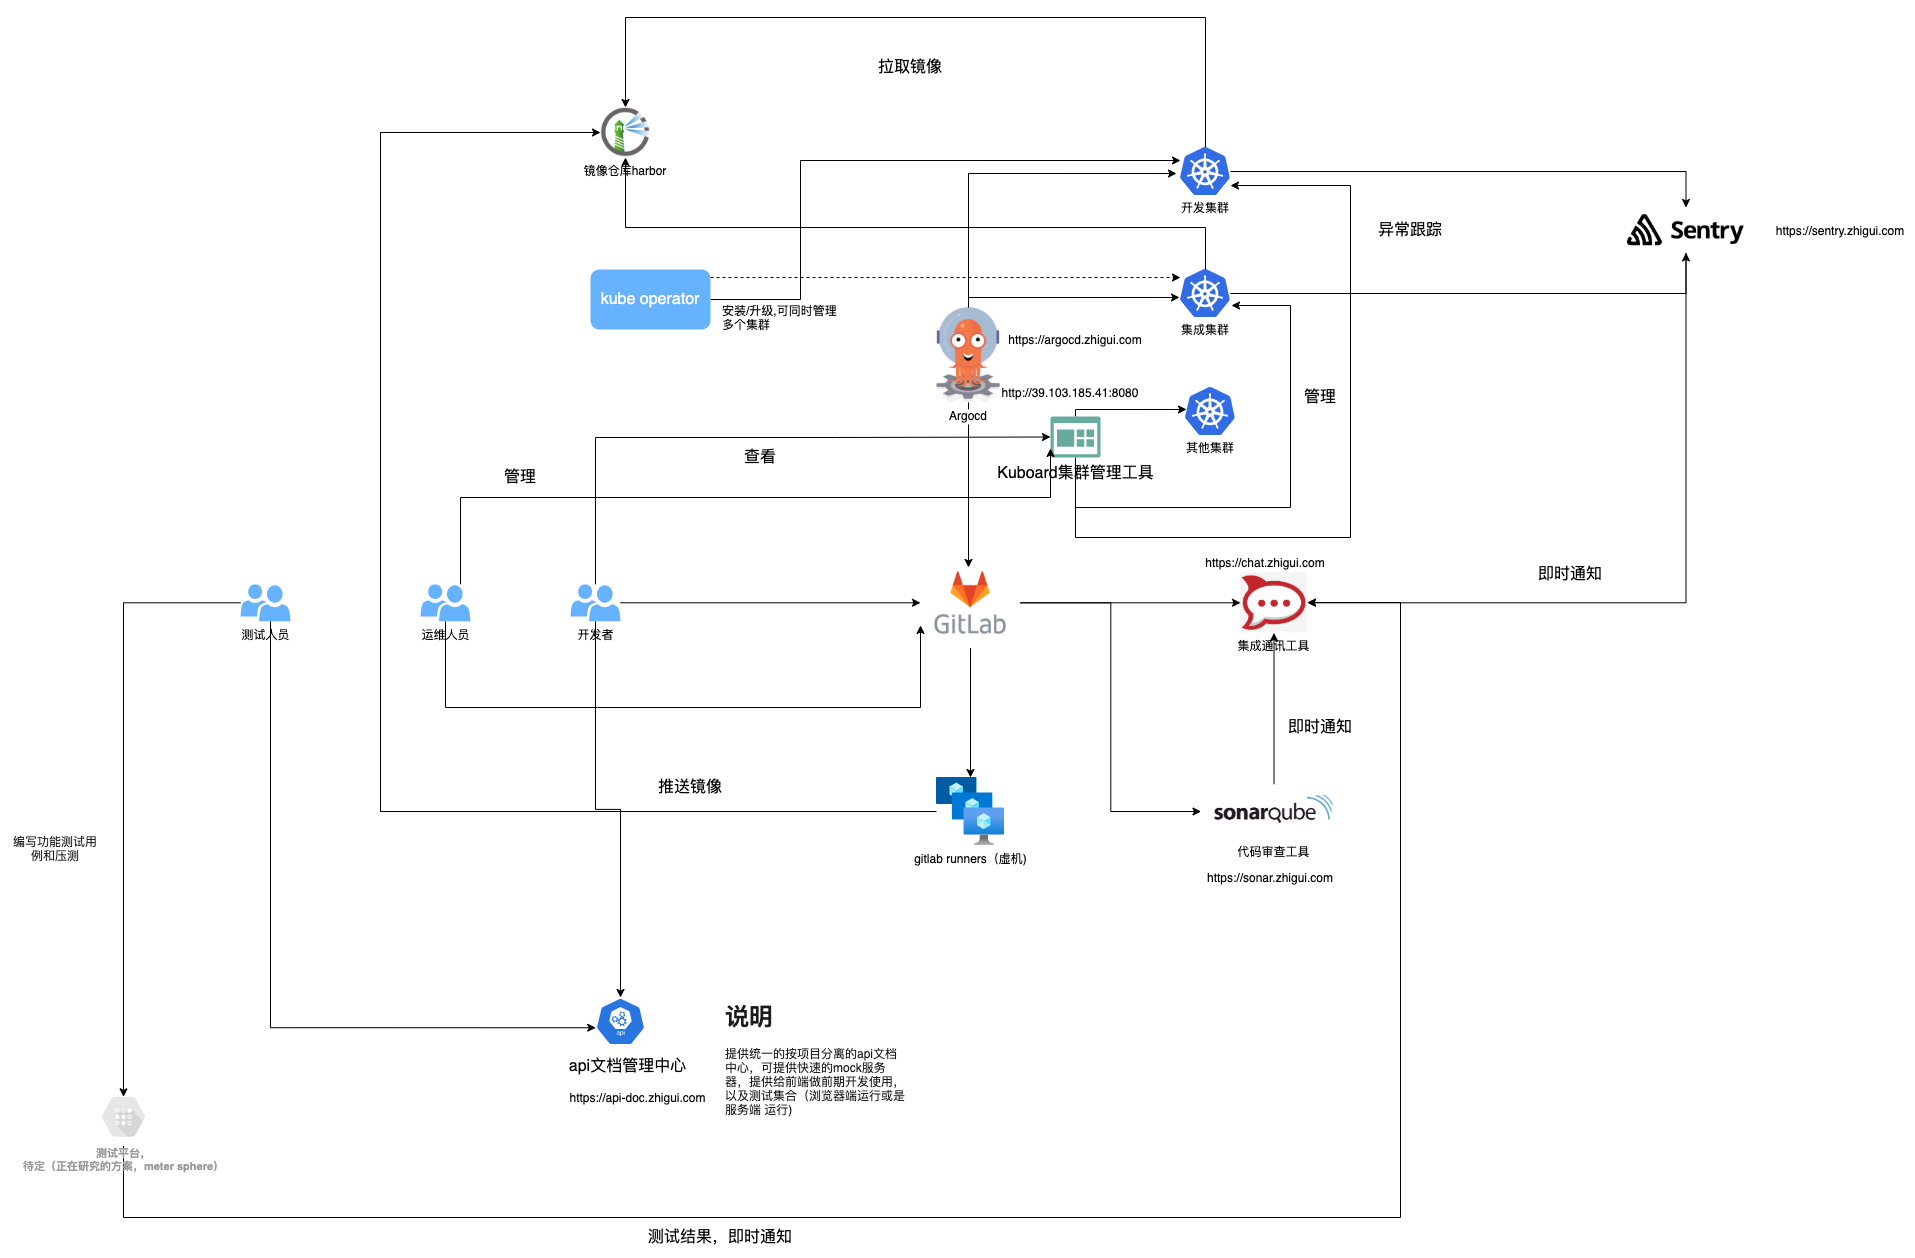 拉取镜像
镜像仓库harbor
开发集群
异常跟踪
Sentry
https://sentry.zhigui.com
kube operator
安装/升级,可同时管理
多个集群
集成集群
https://argocd.zhigui.com
http://39.103.185.41:8080
管理
Argocd
其他集群
查看
Kuboard集群管理工具
管理
https://chat.zhigui.com
即时通知
测试人员
运维人员
开发者
GitLab
集成通讯工具
即时通知
推送镜像
sonarqube
编写功能测试用
例和压测
gitlab runners（虚机)
代码审查工具
https://sonar.zhigui.com
api
说明
api文档管理中心
https://api-doc.zhigui.com
提供统一的按项目分离的api文档
中心，可提供快速的mock服务
器，提供给前端做前期开发使用，
以及测试集合（浏览器端运行或是
服务端 运行)
测试平台，
待定（正在研究的方案，meter sphere）
测试结果，即时通知